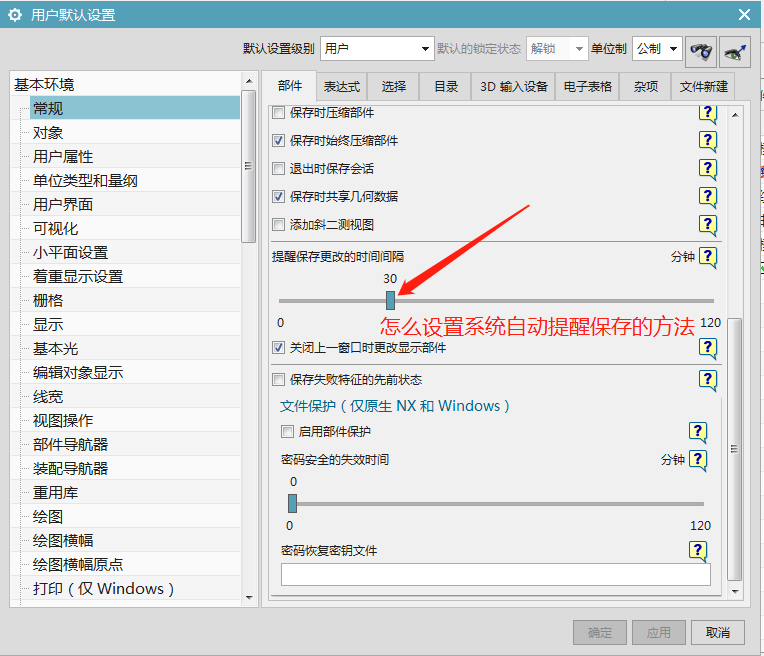 用户默认设置
默认设置级别 用户 默认的锁定状态 解锁 单位制 公制
基本环境
常规
对象
用户属性
单位类型和量纲
用户界面
可视化
小平面设置
着重显示设置
栅格
显示
基本光
编辑对象显示
线宽
视图操作
部件导航器
装配导航器
重用库
绘图
绘图横幅
绘图横幅原点
打印（仅 Windows）
部件 表达式 选择 目录 3D 输入设备 电子表格 杂项 文件新建
保存时压缩部件
保存时始终压缩部件
退出时保存会话
保存时共享几何数据
添加斜二测视图
提醒保存更改的时间间隔 分钟
30
0 120
怎么设置系统自动提醒保存的方法
关闭上一窗口时更改显示部件
保存失败特征的先前状态
文件保护（仅原生 NX 和 Windows）
启用部件保护
密码安全的失效时间 分钟
0
0 120
密码恢复密钥文件
确定 应用 取消